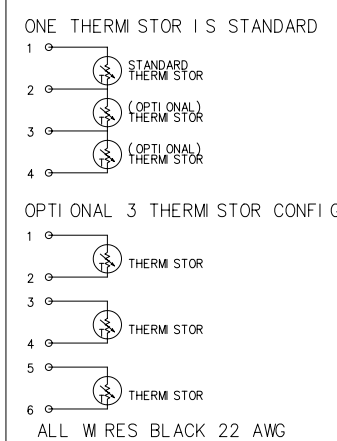 ONE THERMISTOR IS STANDARD
1
STANDARD
THERMISTOR
2
(OPTIONAL)
THERMISTOR
3
(OPTIONAL)
THERMISTOR
4
OPTIONAL 3 THERMISTOR CONFIG
1
THERMISTOR
2
3
THERMISTOR
4
5
THERMISTOR
6
ALL WIRES BLACK 22 AWG